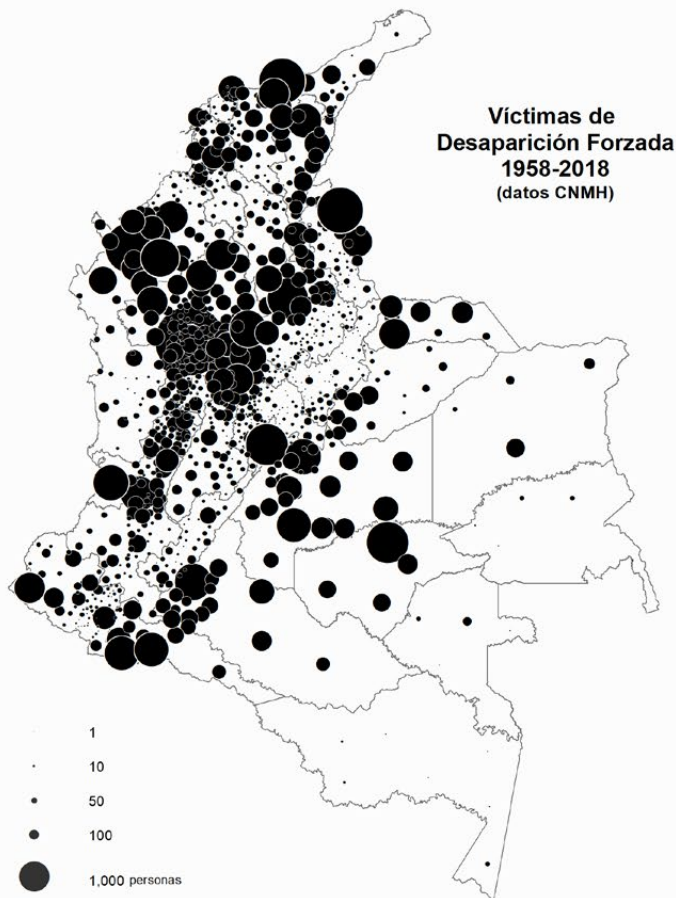 Víctimas de
Desaparición Forzada
1958-2018
(datos CNMH)
1
10
50
100
1,000 personas